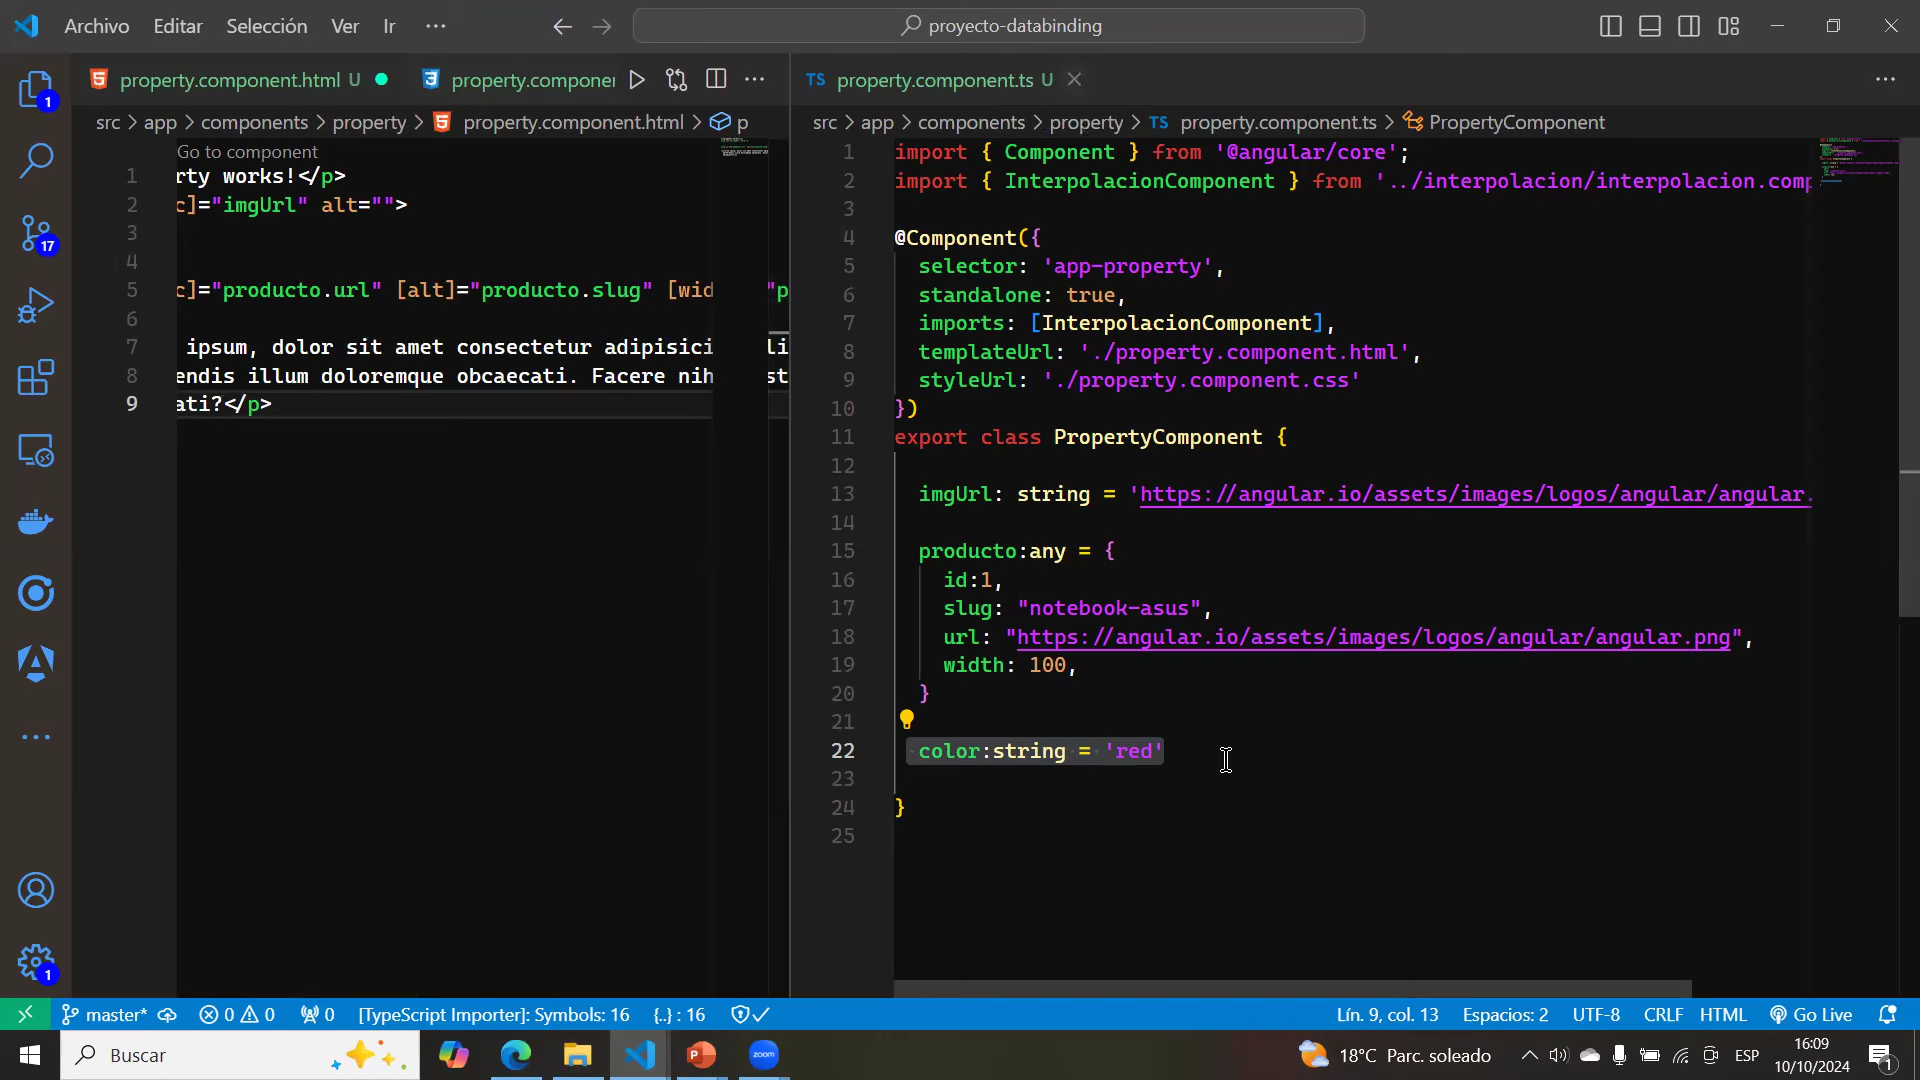 Archivo Editar Selección Ver Ir ··· proyecto-databinding
property.component.html U property.componer
property.component.ts U
src > app > components > property > property.component.html > p
src > app > components > property > property.component.ts > PropertyComponent
Go to component
1 rty works!</p>
2 c]="imgUrl" alt="">
3
4
5 c]="producto.url" [alt]="producto.slug" [wid "p
6
7 ipsum, dolor sit amet consectetur adipisici li
8 endis illum doloremque obcaecati. Facere nih st
9 ati?</p>
1 import { Component } from '@angular/core';
2 import { InterpolacionComponent } from '../interpolacion/interpolacion.comp
3
4 @Component({
5 selector: 'app-property',
6 standalone: true,
7 imports: [InterpolacionComponent],
8 templateUrl: './property.component.html',
9 styleUrl: './property.component.css'
10 })
11 export class PropertyComponent {
12
13 imgUrl: string = 'https://angular.io/assets/images/logos/angular/angular.
14
15 producto:any = {
16 id:1,
17 slug: "notebook-asus",
18 url: "https://angular.io/assets/images/logos/angular/angular.png",
19 width: 100,
20 }
21
22 color:string = 'red'
23
24 }
25
1
17
1
master* 0 0 0 [TypeScript Importer]: Symbols: 16 {..} : 16 Lín. 9, col. 13 Espacios: 2 UTF-8 CRLF HTML Go Live
Buscar zoom 18°C Parc. soleado ESP 16:09
10/10/2024 1